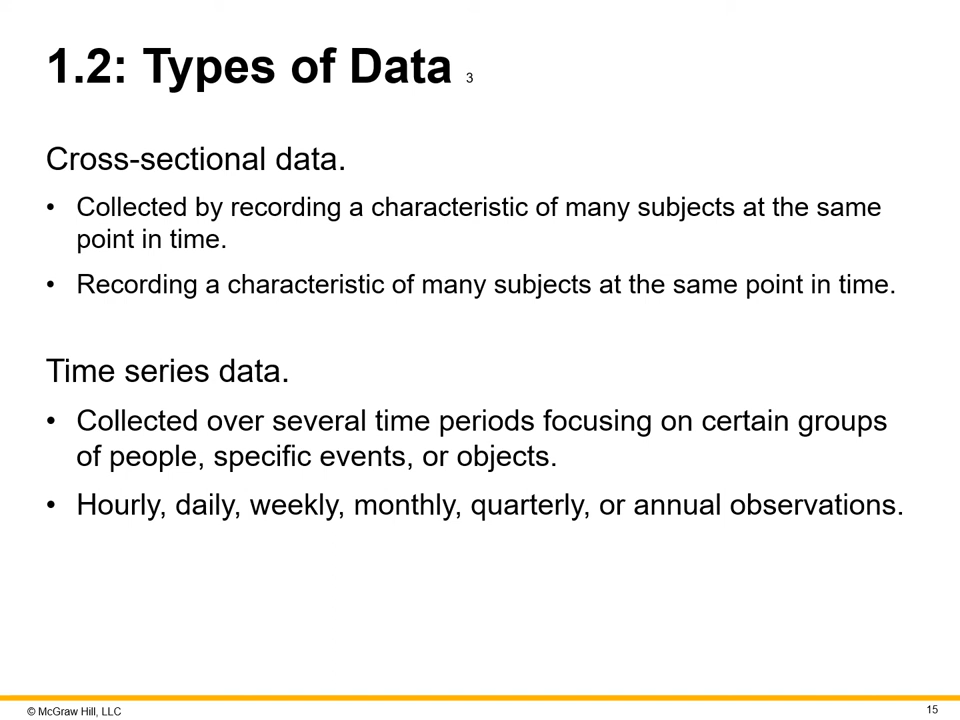 1.2: Types of Data 3
Cross-sectional data.
• Collected by recording a characteristic of many subjects at the same
point in time.
• Recording a characteristic of many subjects at the same point in time.
Time series data.
• Collected over several time periods focusing on certain groups
of people, specific events, or objects.
• Hourly, daily, weekly, monthly, quarterly, or annual observations.
© McGraw Hill, LLC
15